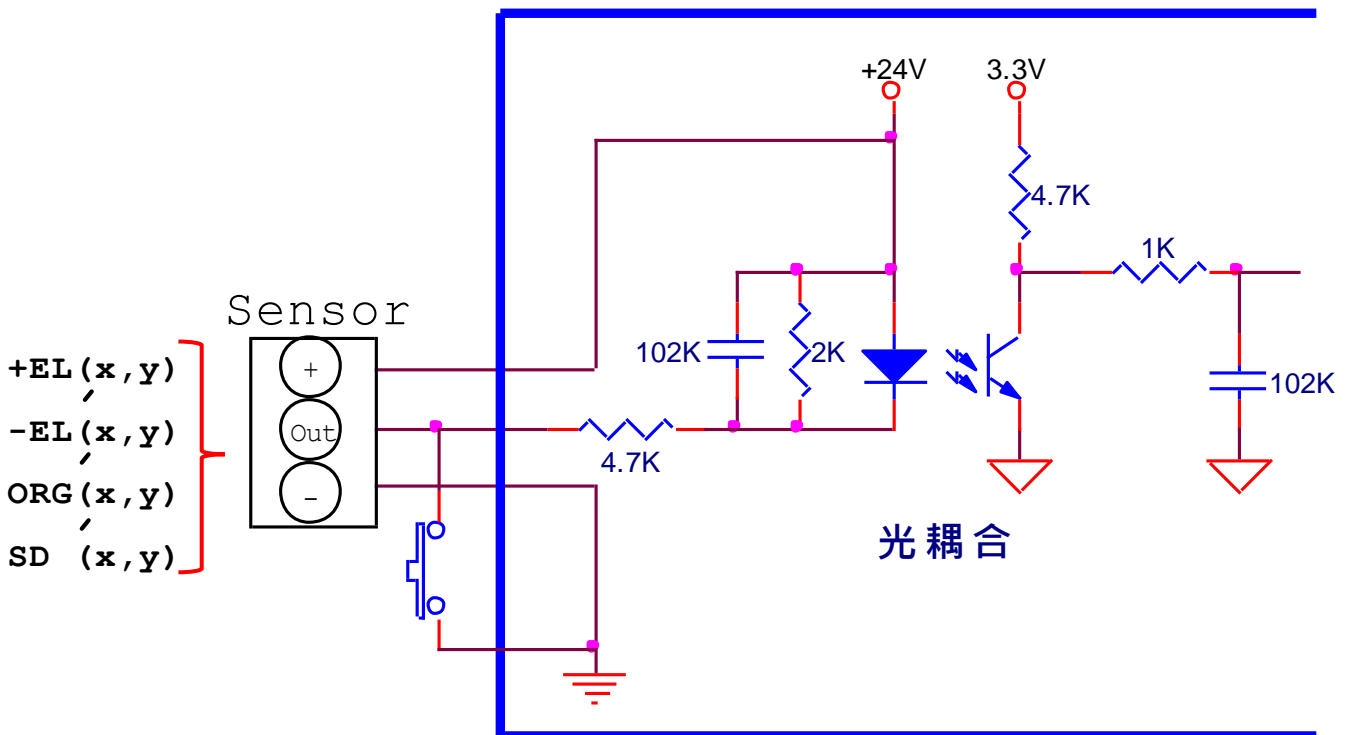 +24V
3.3V
4.7K
1K
Sensor
102K
2K
102K
+EL(x,y)
+
-EL(x,y)
Out
4.7K
ORG(x,y)
-
SD (x,y)
光耦合